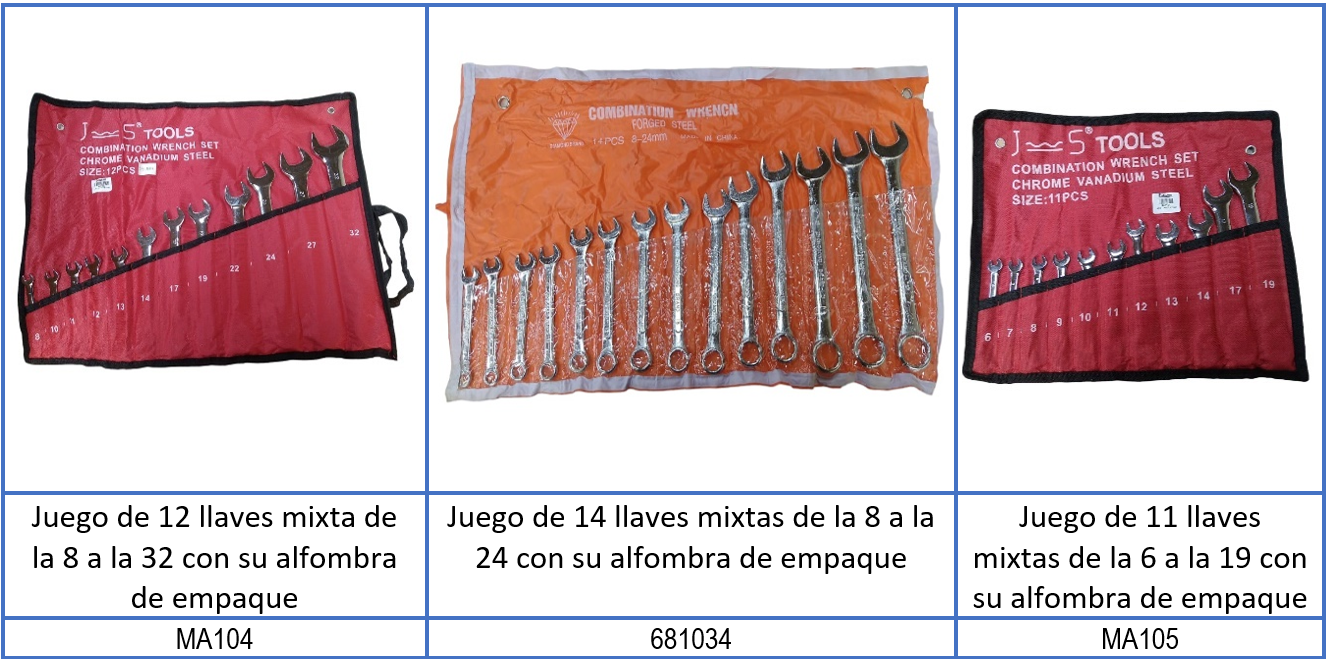 J S® TOOLS
COMBINATION WRENCH SET
CHROME VANADIUM STEEL
SIZE:12PCS
8 10 12 13 14 17 19 22 24 27 32
COMBINATION WRENCH
FORGED STEEL
14PCS 8-24mm MADE IN CHINA
J S® TOOLS
COMBINATION WRENCH SET
CHROME VANADIUM STEEL
SIZE:11PCS
6 7 8 9 10 11 12 13 14 17 19
Juego de 12 llaves mixta de
la 8 a la 32 con su alfombra
de empaque
Juego de 14 llaves mixtas de la 8 a la
24 con su alfombra de empaque
Juego de 11 llaves
mixtas de la 6 a la 19 con
su alfombra de empaque
MA104
681034
MA105